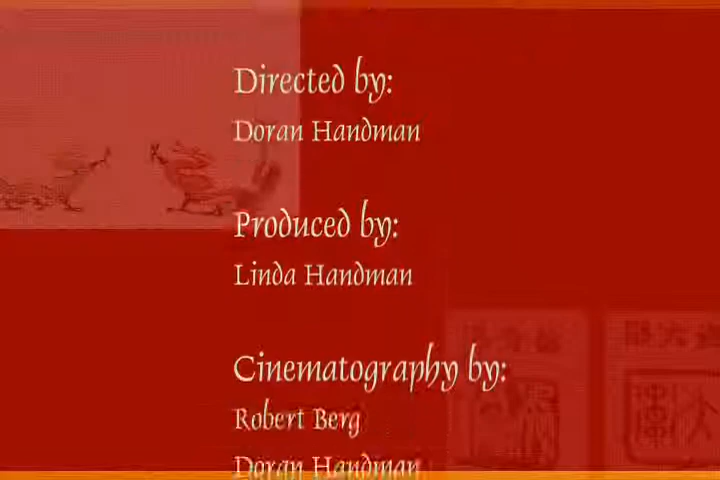 Directed by:
Doran Handman
Produced by:
Linda Handman
Cinematography by:
Robert Berg
Doran Handman